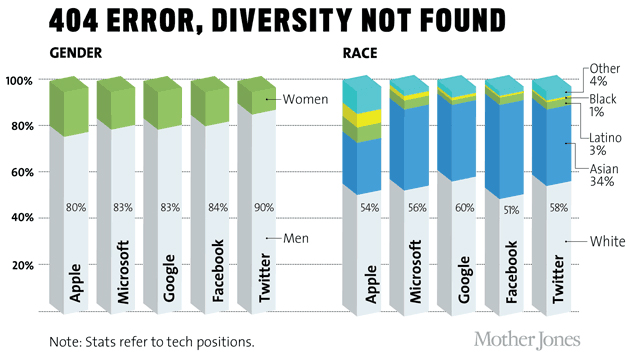 404 ERROR, DIVERSITY NOT FOUND
GENDER
RACE
100%
80%
60%
40%
20%
Women
Men
80%
83%
83%
84%
90%
Apple
Microsoft
Google
Facebook
Twitter
54%
56%
60%
51%
58%
Apple
Microsoft
Google
Facebook
Twitter
Other
4%
Black
1%
Latino
3%
Asian
34%
White
Note: Stats refer to tech positions.
Mother Jones